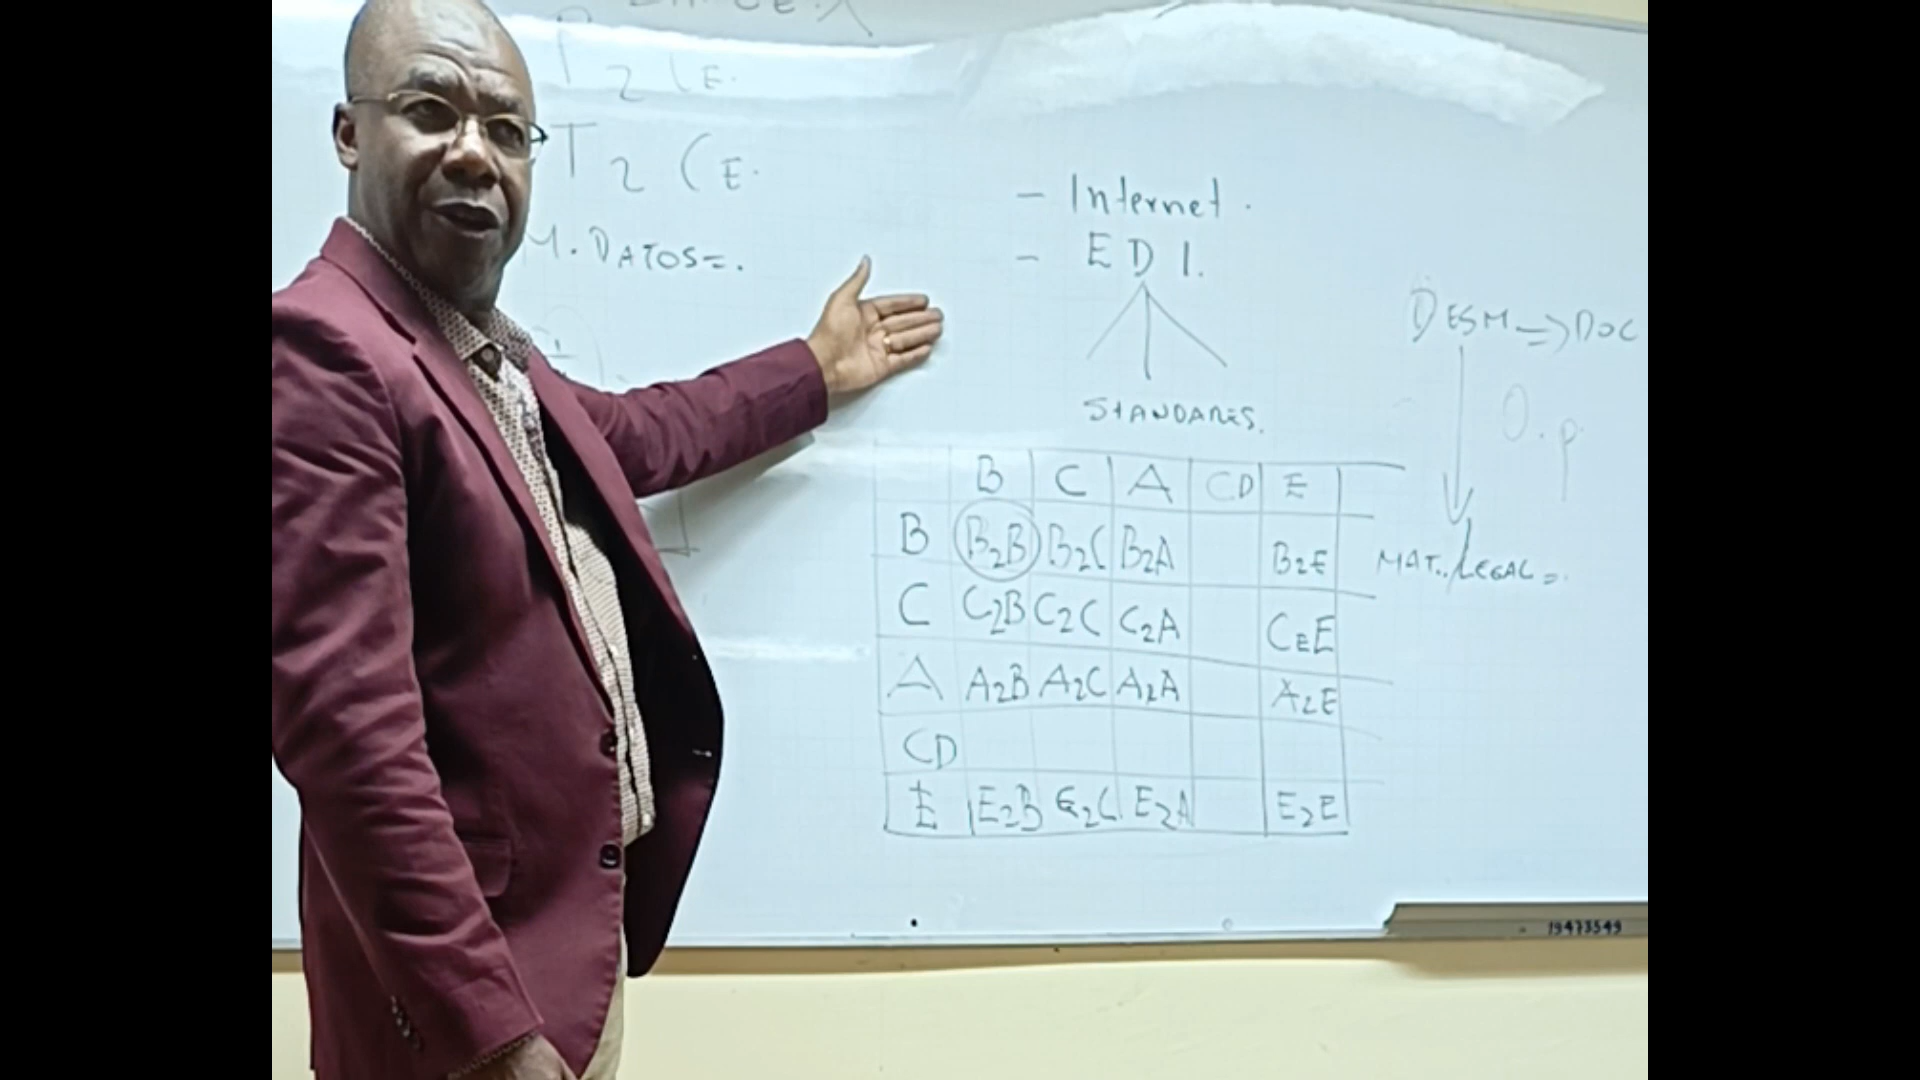 P2CE.
T2CE.
M. DATOS=.
- Internet.
- EDI.
STANDARES.
DESM => DOC
O. p.
MAT../LEGAL=.
B C A CD E
B B2B B2C B2A B2E
C C2B C2C C2A CEE
A A2B A2C A2A A2E
CD
E E2B E2C E2A E2E
19473549